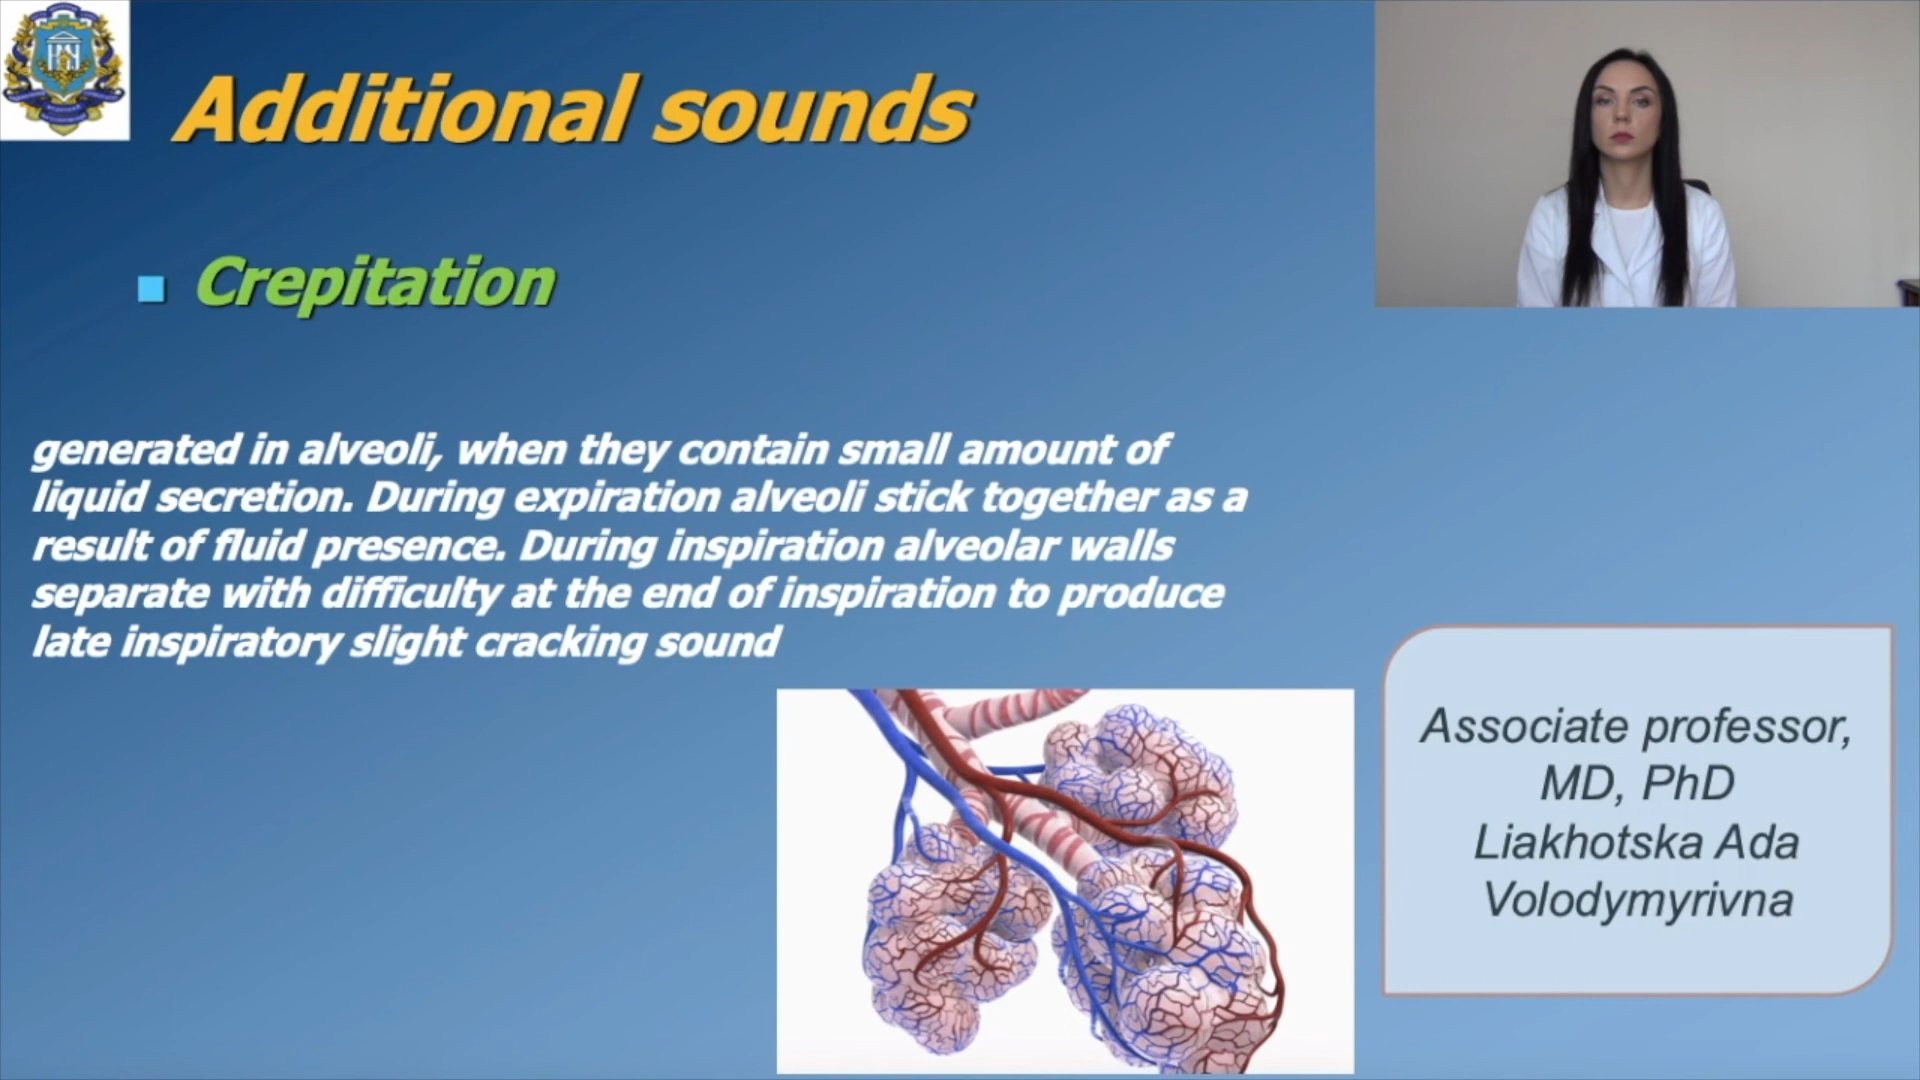 Additional sounds
Crepitation
generated in alveoli, when they contain small amount of
liquid secretion. During expiration alveoli stick together as a
result of fluid presence. During inspiration alveolar walls
separate with difficulty at the end of inspiration to produce
late inspiratory slight cracking sound
Associate professor,
MD, PhD
Liakhotska Ada
Volodymyrivna